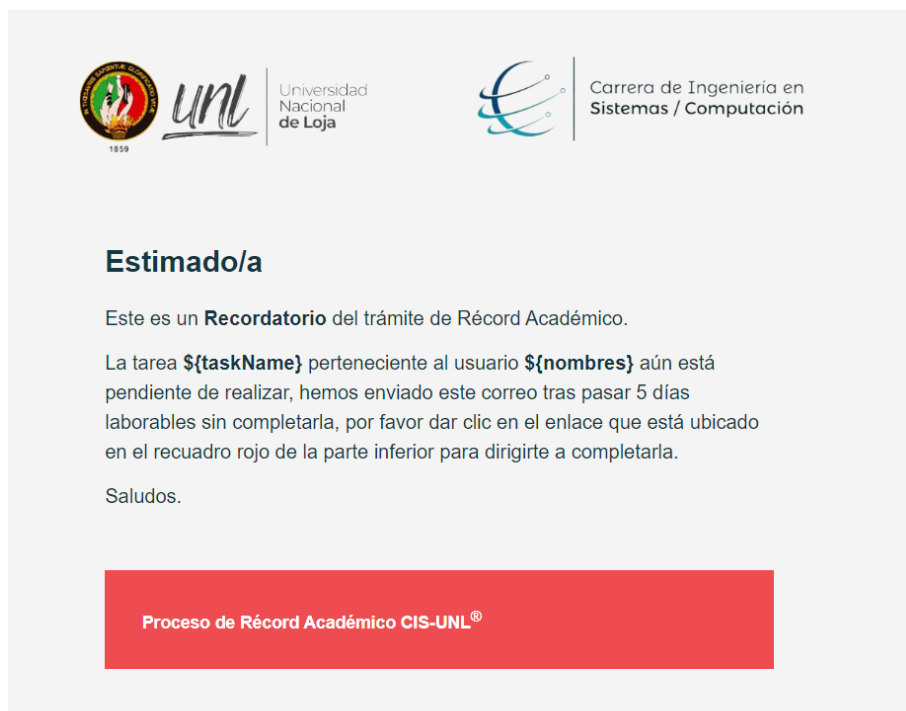 1859
unl
Universidad
Nacional
de Loja
Carrera de Ingeniería en
Sistemas / Computación
Estimado/a
Este es un Recordatorio del trámite de Récord Académico.
La tarea ${taskName} perteneciente al usuario ${nombres} aún está
pendiente de realizar, hemos enviado este correo tras pasar 5 días
laborables sin completarla, por favor dar clic en el enlace que está ubicado
en el recuadro rojo de la parte inferior para dirigirte a completarla.
Saludos.
Proceso de Récord Académico CIS-UNL®